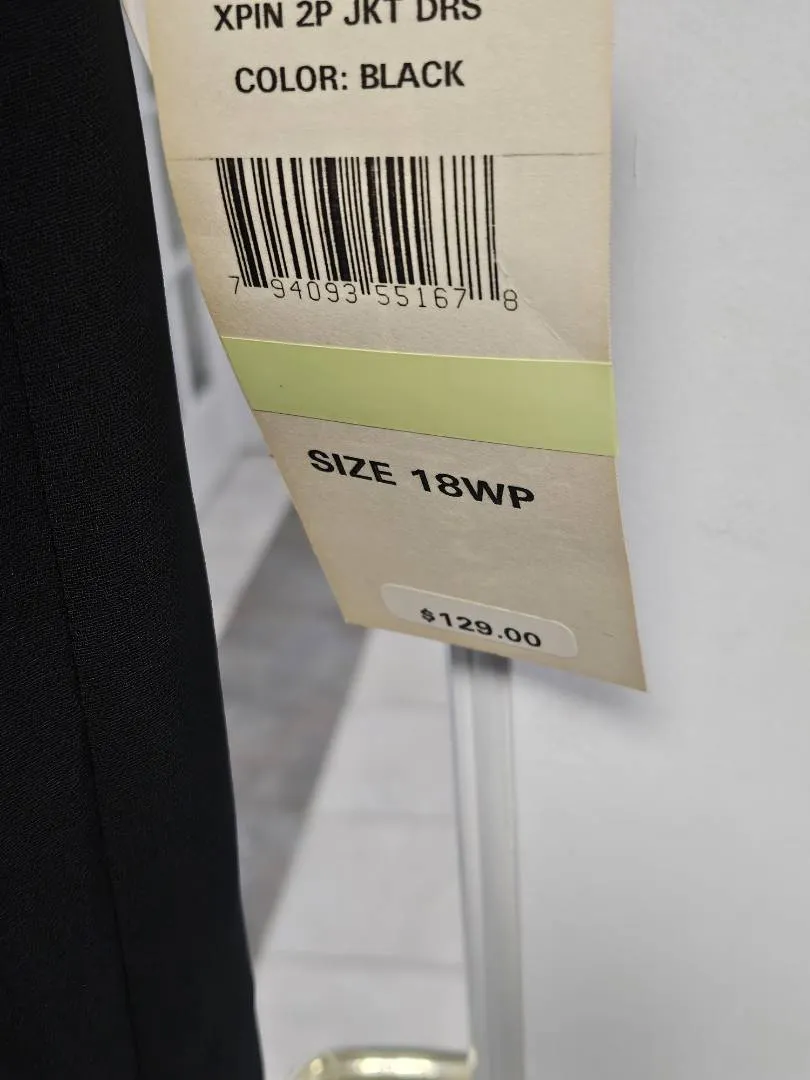 XPIN 2P JKT DRS
COLOR: BLACK
7 94093 55167 8
SIZE 18WP
$129.00